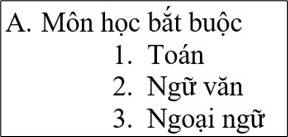 A. Môn học bắt buộc
1. Toán
2. Ngữ văn
3. Ngoại ngữ